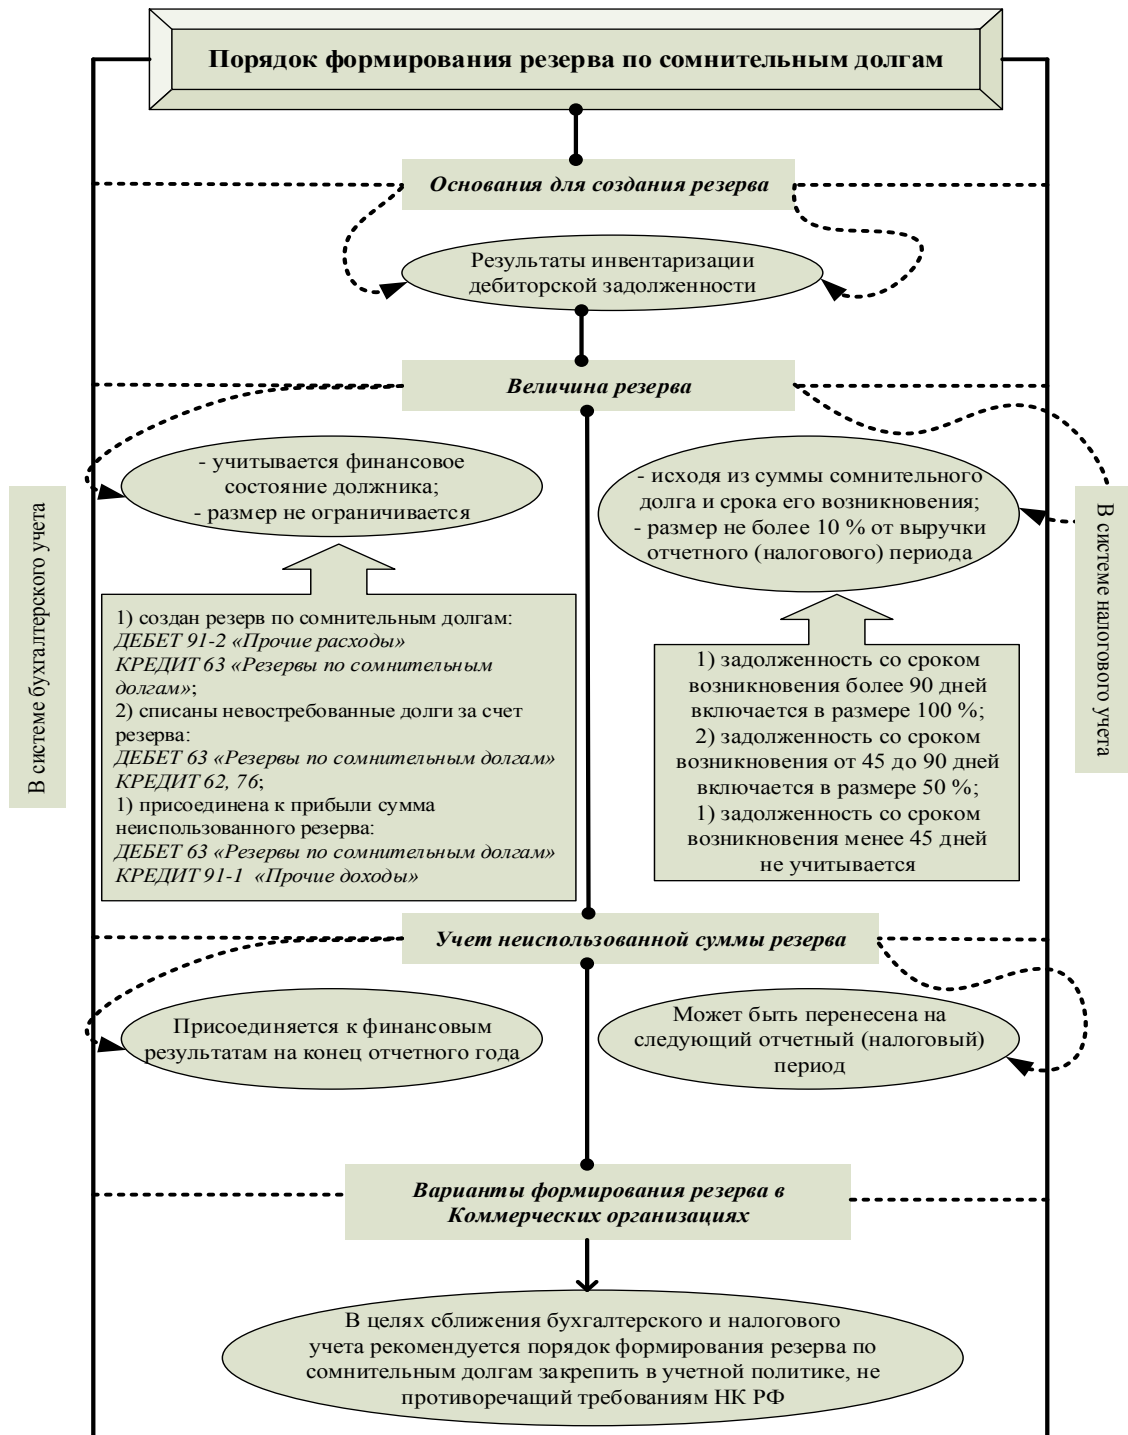 Порядок формирования резерва по сомнительным долгам
Основания для создания резерва
Результаты инвентаризации
дебиторской задолженности
Величина резерва
- учитывается финансовое
состояние должника;
- размер не ограничивается
- исходя из суммы сомнительного
долга и срока его возникновения;
- размер не более 10 % от выручки
отчетного (налогового) периода
В системе бухгалтерского учета
В системе налогового учета
1) создан резерв по сомнительным долгам:
ДЕБЕТ 91-2 «Прочие расходы»
КРЕДИТ 63 «Резервы по сомнительным
долгам»;
2) списаны невостребованные долги за счет
резерва:
ДЕБЕТ 63 «Резервы по сомнительным долгам»
КРЕДИТ 62, 76;
1) присоединена к прибыли сумма
неиспользованного резерва:
ДЕБЕТ 63 «Резервы по сомнительным долгам»
КРЕДИТ 91-1 «Прочие доходы»
1) задолженность со сроком
возникновения более 90 дней
включается в размере 100 %;
2) задолженность со сроком
возникновения от 45 до 90 дней
включается в размере 50 %;
1) задолженность со сроком
возникновения менее 45 дней
не учитывается
Учет неиспользованной суммы резерва
Присоединяется к финансовым
результатам на конец отчетного года
Может быть перенесена на
следующий отчетный (налоговый)
период
Варианты формирования резерва в
Коммерческих организациях
В целях сближения бухгалтерского и налогового
учета рекомендуется порядок формирования резерва по
сомнительным долгам закрепить в учетной политике, не
противоречащий требованиям НК РФ